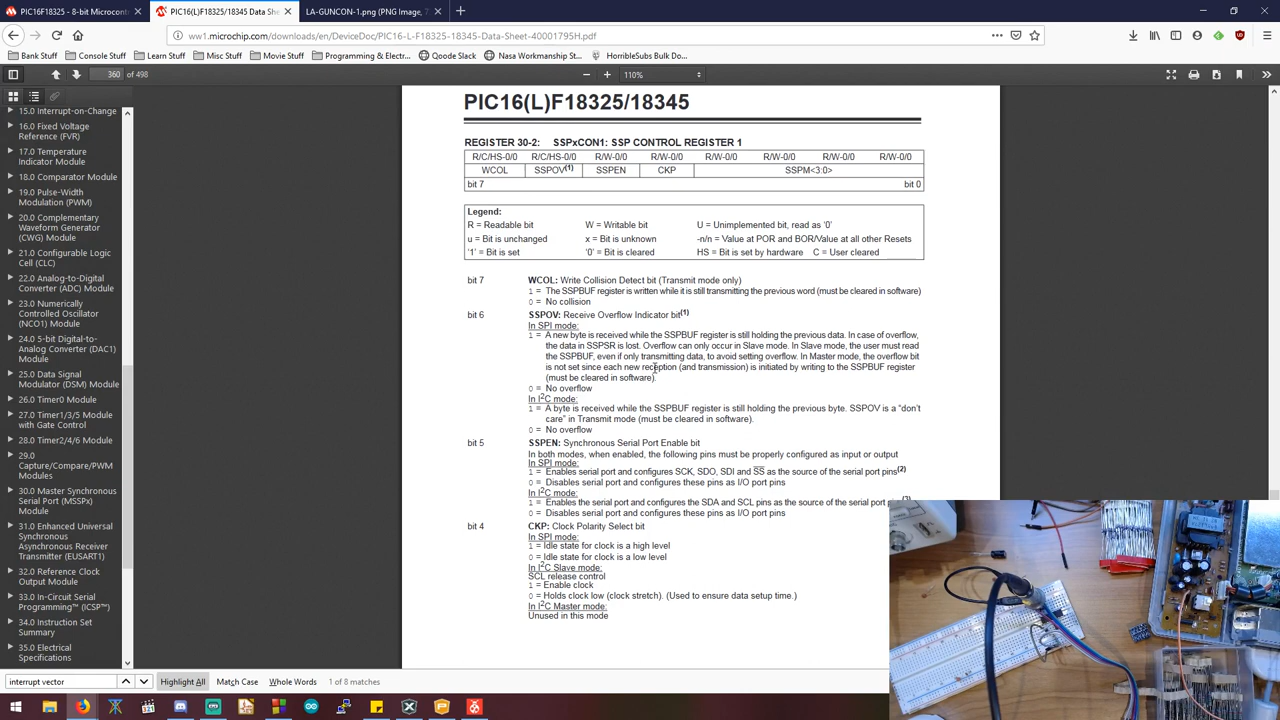 PIC16F18325 - 8-bit Microcont
PIC16(L)F18325/18345 Data She
LA-GUNCON-1.png (PNG Image, 7
ww1.microchip.com/downloads/en/DeviceDoc/PIC16-L-F18325-18345-Data-Sheet-40001795H.pdf
Bank Stuff
Console Stuff
Learn Stuff
Misc Stuff
Movie Stuff
Programming & Electr...
Qode Slack
Nasa Workmanship St...
HorribleSubs Bulk Do...
360 of 498
110%
15.0 Interrupt-on-Change
16.0 Fixed Voltage
Reference (FVR)
17.0 Temperature
Indicator Module
18.0 Comparator Module
19.0 Pulse-Width
Modulation (PWM)
20.0 Complementary
Waveform Generator
(CWG) Module
21.0 Configurable Logic
Cell (CLC)
22.0 Analog-to-Digital
Converter (ADC) Module
23.0 Numerically
Controlled Oscillator
(NCO1) Module
24.0 5-bit Digital-to-
Analog Converter (DAC1)
Module
25.0 Data Signal
Modulator (DSM) Module
26.0 Timer0 Module
27.0 Timer1/3/5 Module
with Gate Control
28.0 Timer2/4/6 Module
29.0
Capture/Compare/PWM
Modules
30.0 Master Synchronous
Serial Port (MSSPx)
Module
31.0 Enhanced Universal
Synchronous
Asynchronous Receiver
Transmitter (EUSART1)
32.0 Reference Clock
Output Module
33.0 In-Circuit Serial
Programming™ (ICSP™)
34.0 Instruction Set
Summary
35.0 Electrical
Specifications
PIC16(L)F18325/18345
REGISTER 30-2: SSPxCON1: SSP CONTROL REGISTER 1
R/C/HS-0/0 R/C/HS-0/0 R/W-0/0 R/W-0/0 R/W-0/0 R/W-0/0 R/W-0/0 R/W-0/0
WCOL SSPOV(1) SSPEN CKP SSPM<3:0>
bit 7 bit 0
Legend:
R = Readable bit W = Writable bit U = Unimplemented bit, read as ‘0’
u = Bit is unchanged x = Bit is unknown -n/n = Value at POR and BOR/Value at all other Resets
‘1’ = Bit is set ‘0’ = Bit is cleared HS = Bit is set by hardware C = User cleared
bit 7 WCOL: Write Collision Detect bit (Transmit mode only)
1 = The SSPBUF register is written while it is still transmitting the previous word (must be cleared in software)
0 = No collision
bit 6 SSPOV: Receive Overflow Indicator bit(1)
In SPI mode:
1 = A new byte is received while the SSPBUF register is still holding the previous data. In case of overflow,
the data in SSPSR is lost. Overflow can only occur in Slave mode. In Slave mode, the user must read
the SSPBUF, even if only transmitting data, to avoid setting overflow. In Master mode, the overflow bit
is not set since each new reception (and transmission) is initiated by writing to the SSPBUF register
(must be cleared in software).
0 = No overflow
In I2C mode:
1 = A byte is received while the SSPBUF register is still holding the previous byte. SSPOV is a “don’t
care” in Transmit mode (must be cleared in software).
0 = No overflow
bit 5 SSPEN: Synchronous Serial Port Enable bit
In both modes, when enabled, the following pins must be properly configured as input or output
In SPI mode:
1 = Enables serial port and configures SCK, SDO, SDI and SS as the source of the serial port pins(2)
0 = Disables serial port and configures these pins as I/O port pins
In I2C mode:
1 = Enables the serial port and configures the SDA and SCL pins as the source of the serial port
0 = Disables serial port and configures these pins as I/O port pins
bit 4 CKP: Clock Polarity Select bit
In SPI mode:
1 = Idle state for clock is a high level
0 = Idle state for clock is a low level
In I2C Slave mode:
SCL release control
1 = Enable clock
0 = Holds clock low (clock stretch). (Used to ensure data setup time.)
In I2C Master mode:
Unused in this mode
interrupt vector
Highlight All
Match Case
Whole Words
1 of 8 matches